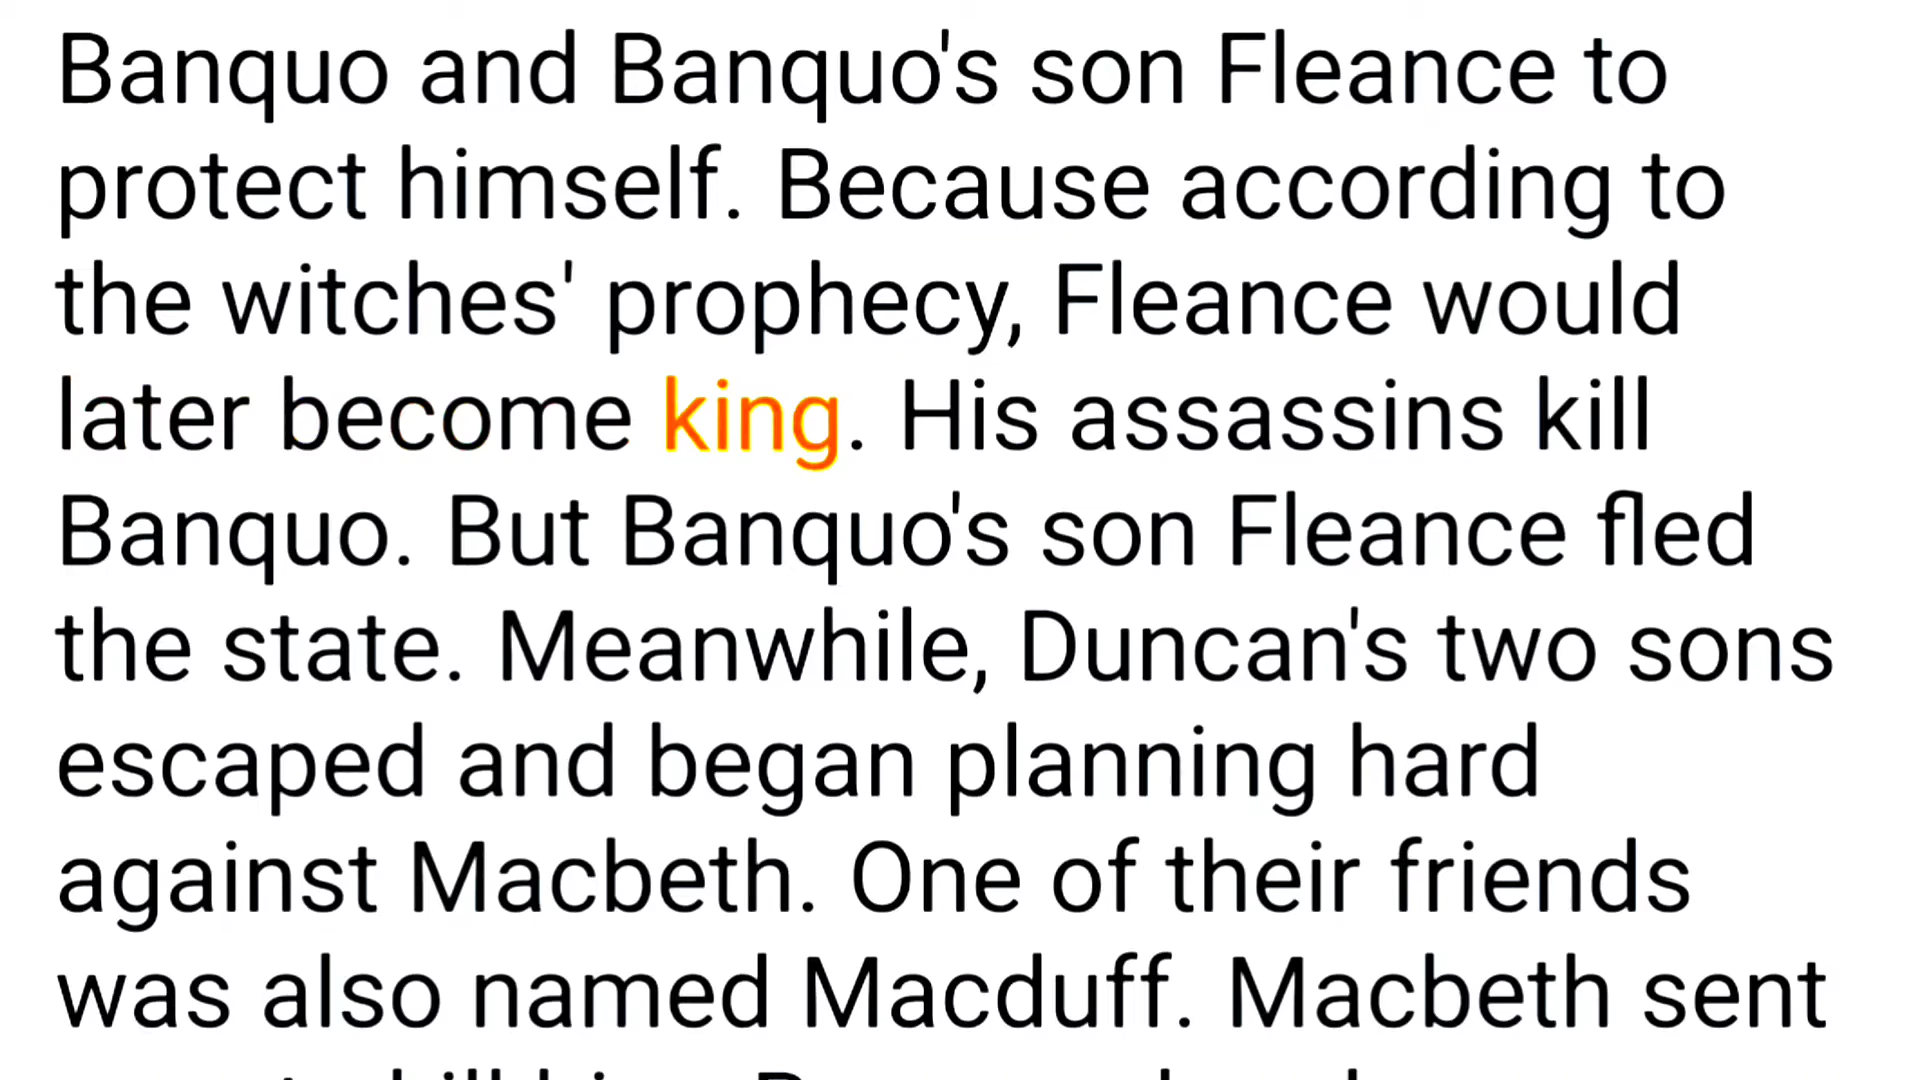 Banquo and Banquo's son Fleance to
protect himself. Because according to
the witches' prophecy, Fleance would
later become king. His assassins kill
Banquo. But Banquo's son Fleance fled
the state. Meanwhile, Duncan's two sons
escaped and began planning hard
against Macbeth. One of their friends
was also named Macduff. Macbeth sent